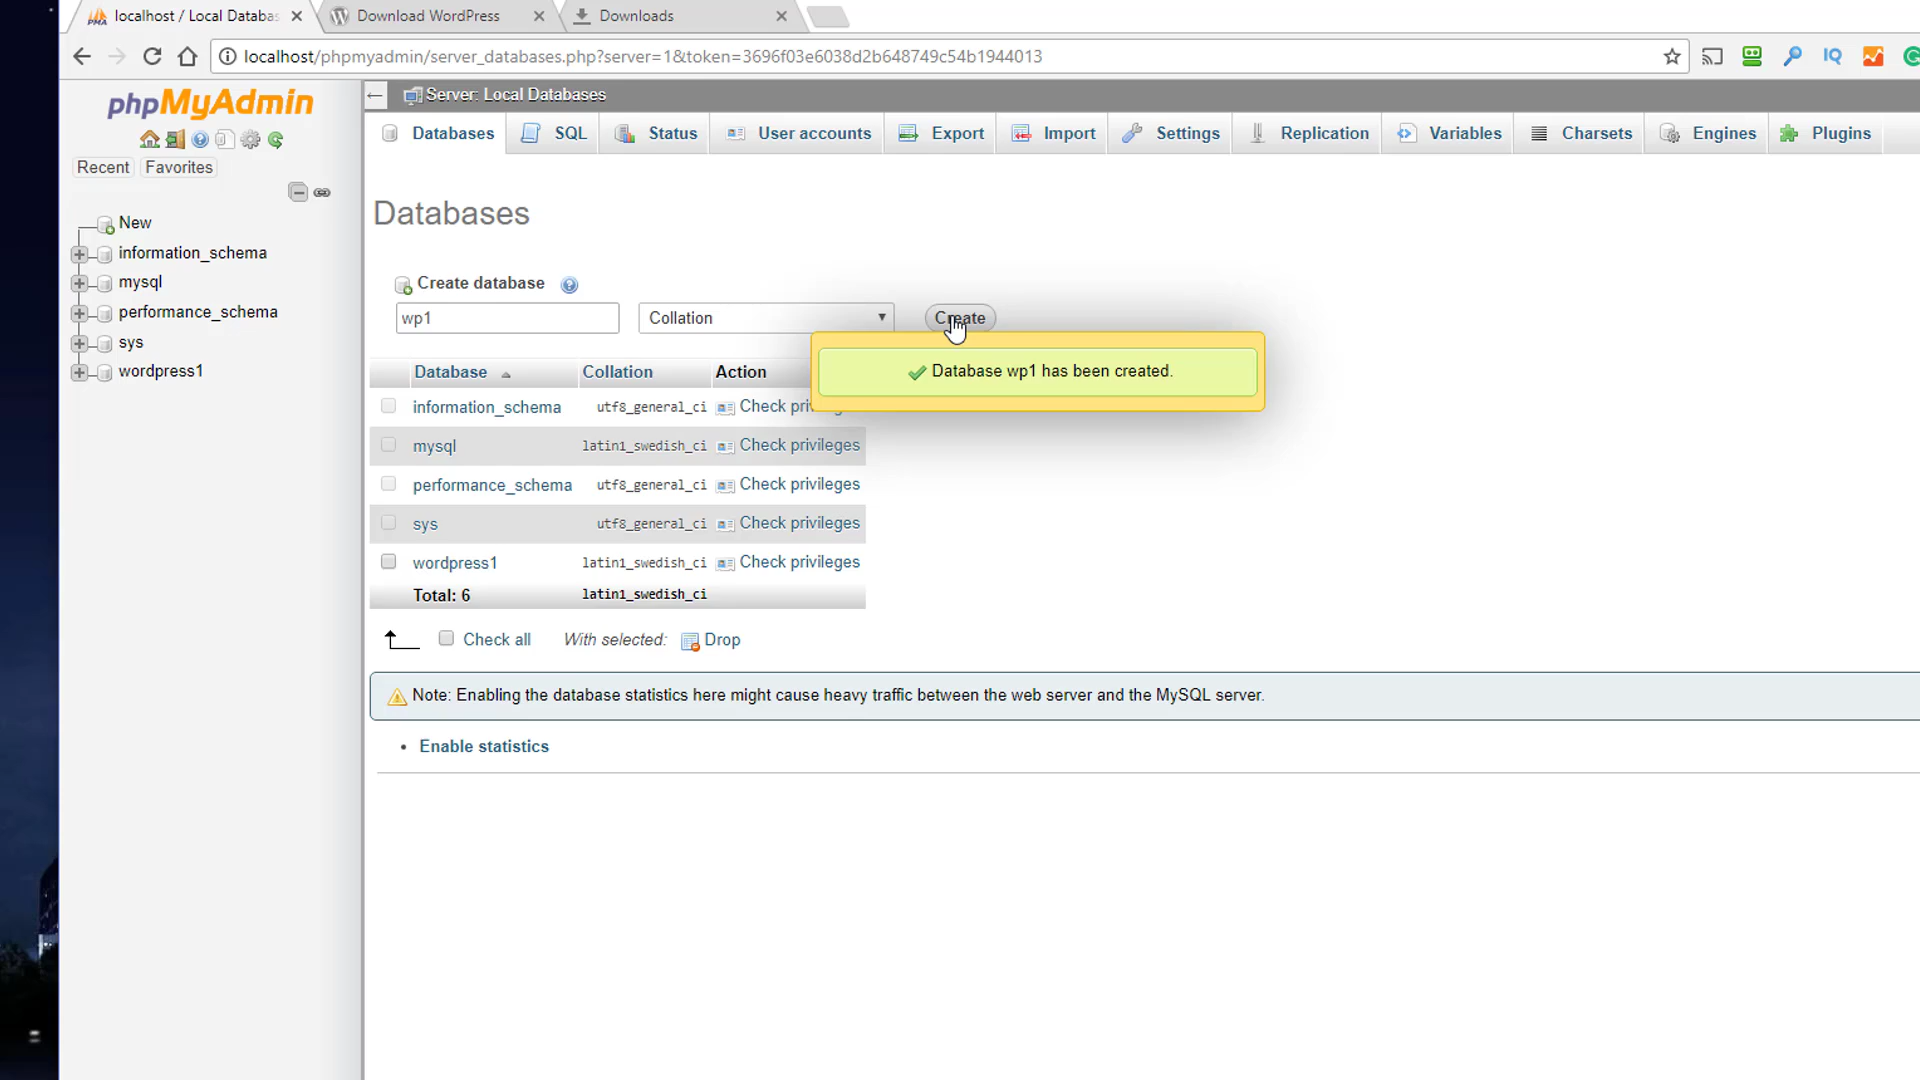 localhost / Local Databas
Download WordPress
Downloads
localhost/phpmyadmin/server_databases.php?server=1&token=3696f03e6038d2b648749c54b1944013
phpMyAdmin
Recent Favorites
New
information_schema
mysql
performance_schema
sys
wordpress1
Server: Local Databases
Databases SQL Status User accounts Export Import Settings Replication Variables Charsets Engines Plugins
Databases
Create database
wp1 Collation Create
Database wp1 has been created.
Database Collation Action
information_schema utf8_general_ci Check privileges
mysql latin1_swedish_ci Check privileges
performance_schema utf8_general_ci Check privileges
sys utf8_general_ci Check privileges
wordpress1 latin1_swedish_ci Check privileges
Total: 6 latin1_swedish_ci
Check all With selected: Drop
Note: Enabling the database statistics here might cause heavy traffic between the web server and the MySQL server.
Enable statistics